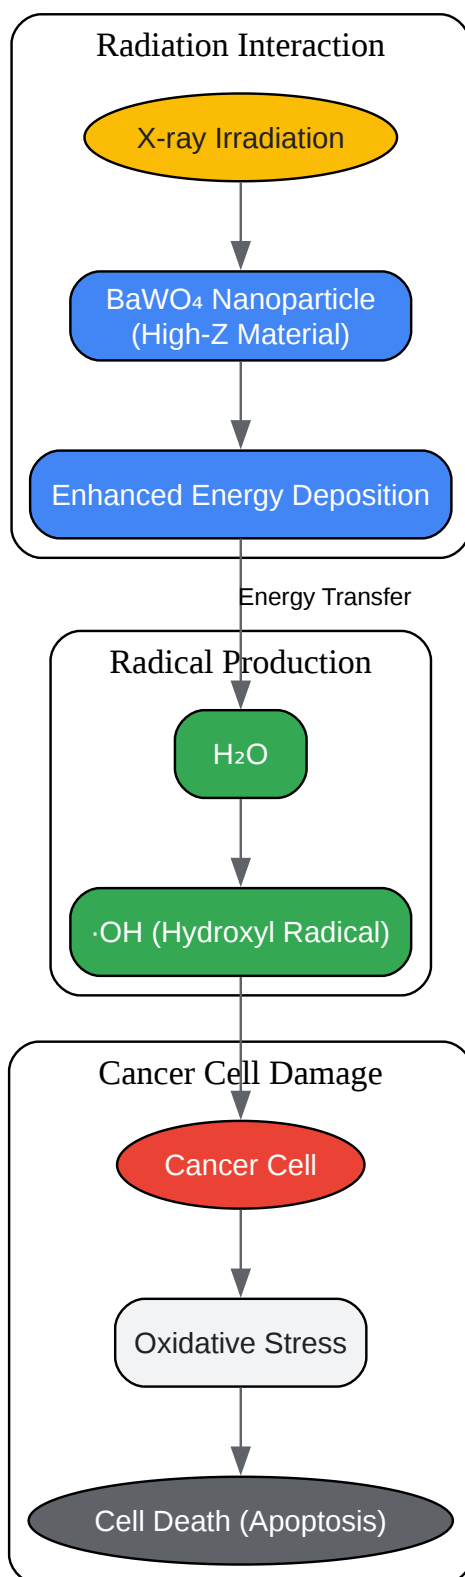 Radiation Interaction
X-ray Irradiation
BaWO₄ Nanoparticle
(High-Z Material)
Enhanced Energy Deposition
Energy Transfer
Radical Production
H₂O
·OH (Hydroxyl Radical)
Cancer Cell Damage
Cancer Cell
Oxidative Stress
Cell Death (Apoptosis)